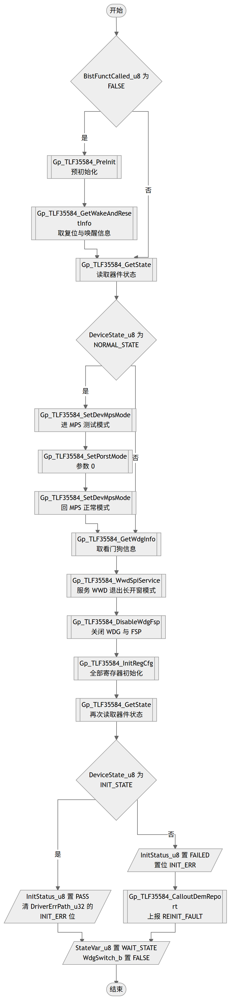 开始
BistFunctCalled_u8 为
FALSE
是
否
Gp_TLF35584_PreInit
预初始化
Gp_TLF35584_GetWakeAndRese
tInfo
取复位与唤醒信息
Gp_TLF35584_GetState
读取器件状态
DeviceState_u8 为
NORMAL_STATE
是
否
Gp_TLF35584_SetDevMpsMode
进 MPS 测试模式
Gp_TLF35584_SetPorstMode
参数 0
Gp_TLF35584_SetDevMpsMode
回 MPS 正常模式
Gp_TLF35584_GetWdgInfo
取看门狗信息
Gp_TLF35584_WwdSpiService
服务 WWD 退出长开窗模式
Gp_TLF35584_DisableWdgFsp
关闭 WDG 与 FSP
Gp_TLF35584_InitRegCfg
全部寄存器初始化
Gp_TLF35584_GetState
再次读取器件状态
DeviceState_u8 为
INIT_STATE
否
是
InitStatus_u8 置 FAILED
置位 INIT_ERR
InitStatus_u8 置 PASS
清 DriverErrPath_u32 的
INIT_ERR 位
Gp_TLF35584_CalloutDemRepo
rt
上报 REINIT_FAULT
StateVar_u8 置 WAIT_STATE
WdgSwitch_b 置 FALSE
结束